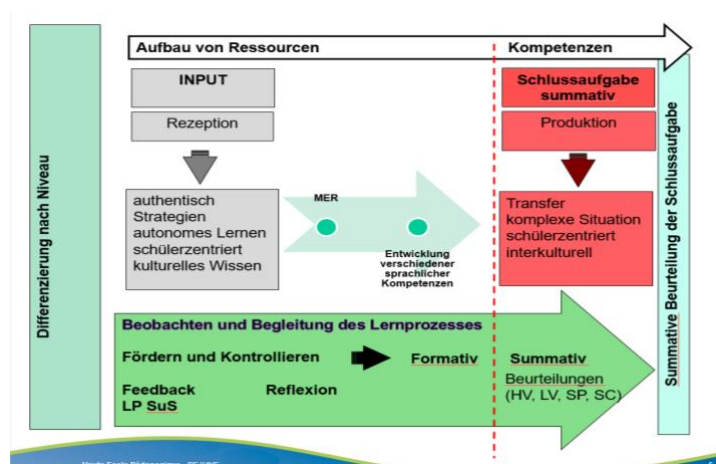 Differenzierung nach Niveau
Aufbau von Ressourcen
Kompetenzen
INPUT
Rezeption
authentisch
Strategien
autonomes Lernen
schülerzentriert
kulturelles Wissen
MER
Entwicklung
verschiedener
sprachlicher
Kompetenzen
Schlussaufgabe
summativ
Produktion
Transfer
komplexe Situation
schülerzentriert
interkulturell
Beobachten und Begleitung des Lernprozesses
Fördern und Kontrollieren
Formativ
Summativ
Feedback
LP SuS
Reflexion
Beurteilungen
(HV, LV, SP, SC)
Summative Beurteilung der Schlussaufgabe